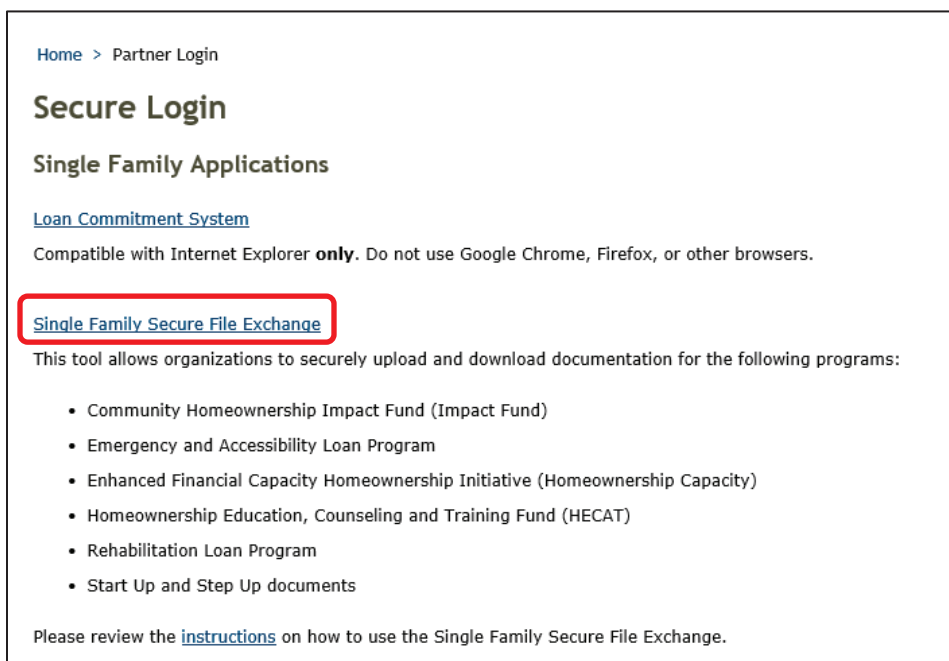 Home > Partner Login
Secure Login
Single Family Applications
Loan Commitment System
Compatible with Internet Explorer only. Do not use Google Chrome, Firefox, or other browsers.
Single Family Secure File Exchange
This tool allows organizations to securely upload and download documentation for the following programs:
• Community Homeownership Impact Fund (Impact Fund)
• Emergency and Accessibility Loan Program
• Enhanced Financial Capacity Homeownership Initiative (Homeownership Capacity)
• Homeownership Education, Counseling and Training Fund (HECAT)
• Rehabilitation Loan Program
• Start Up and Step Up documents
Please review the instructions on how to use the Single Family Secure File Exchange.